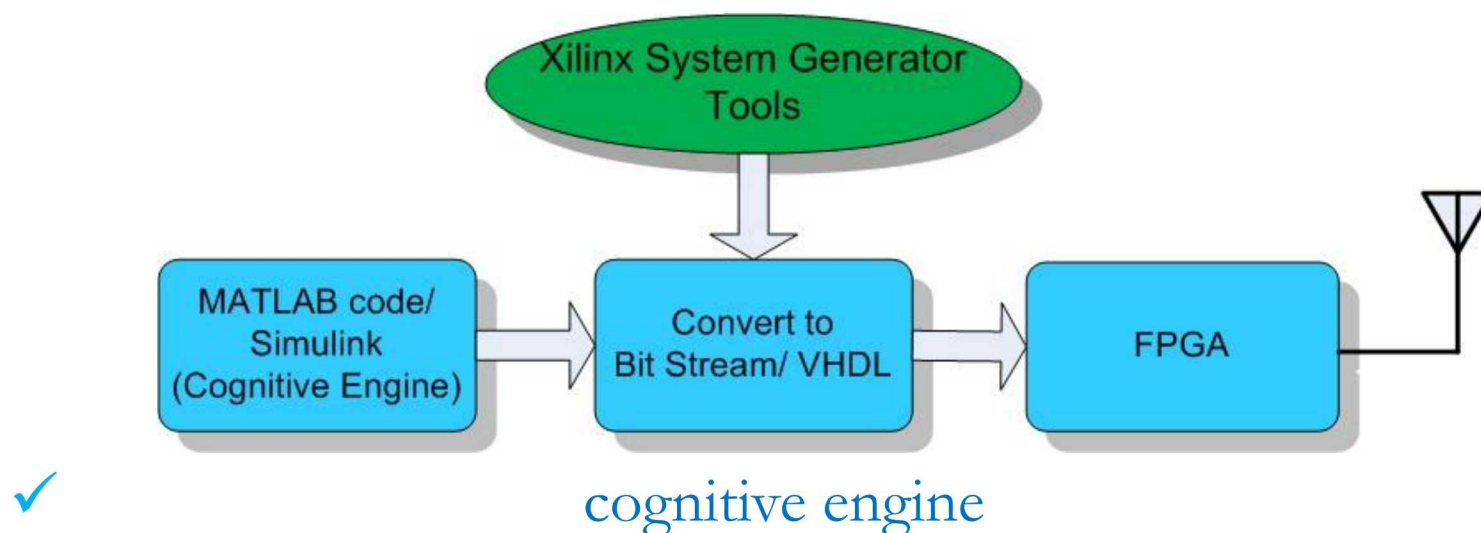 Xilinx System Generator
Tools
MATLAB code/
Simulink
(Cognitive Engine)
Convert to
Bit Stream/ VHDL
FPGA
✓ cognitive engine